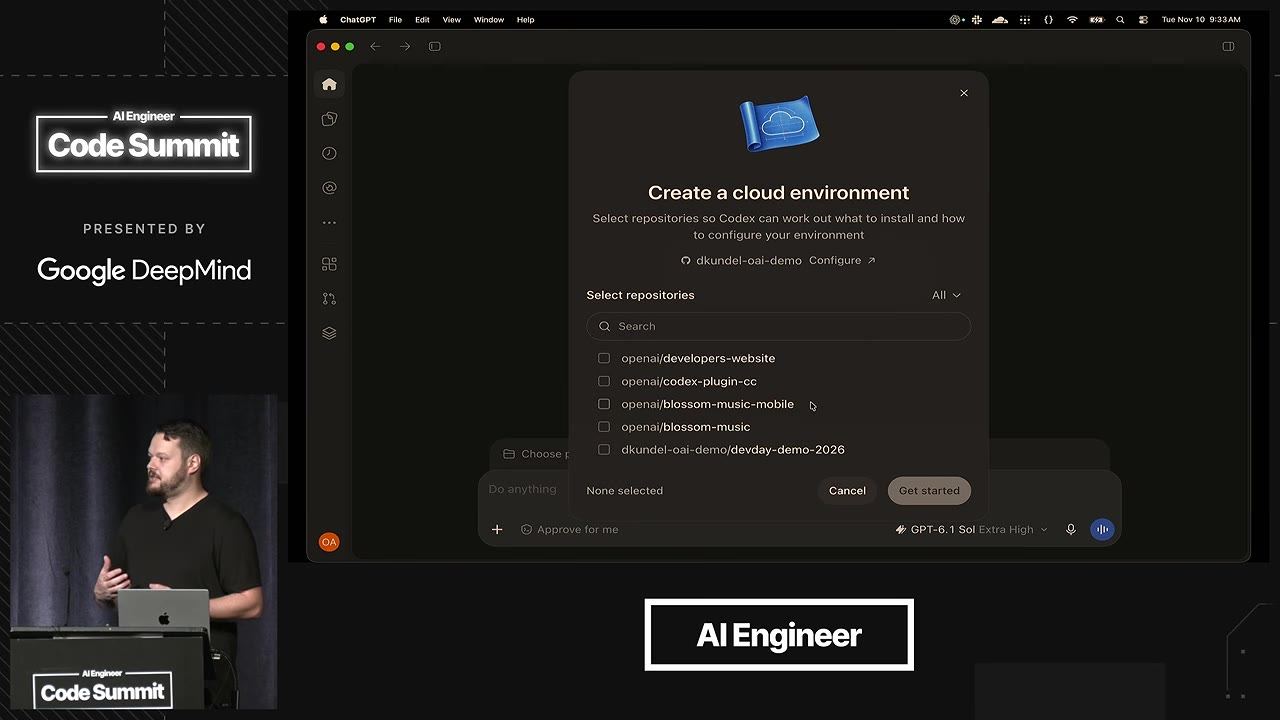 AI Engineer
Code Summit
PRESENTED BY
Google DeepMind
ChatGPT File Edit View Window Help
Tue Nov 10 9:33 AM
Create a cloud environment
Select repositories so Codex can work out what to install and how
to configure your environment
dkundel-oai-demo Configure ↗
Select repositories
All
Search
openai/developers-website
openai/codex-plugin-cc
openai/blossom-music-mobile
openai/blossom-music
dkundel-oai-demo/devday-demo-2026
None selected
Cancel
Get started
Choose p
Do anything
Approve for me
GPT-6.1 Sol Extra High
OA
AI Engineer
Code Summit
AI Engineer